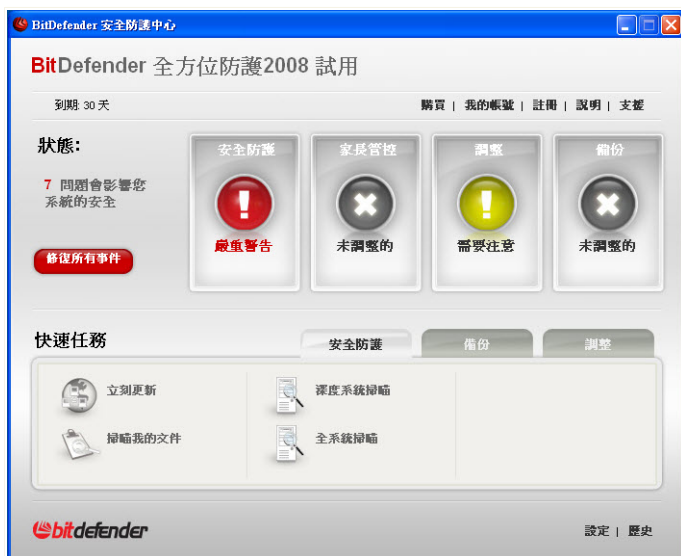 BitDefender 安全防護中心
BitDefender 全方位防護2008 試用
到期: 30 天
購買 | 我的帳號 | 註冊 | 說明 | 支援
狀態:
7 問題會影響您
系統的安全
修復所有事件
安全防護
嚴重警告
家長管控
未調整的
調整
需要注意
備份
未調整的
快速任務
安全防護
備份
調整
立刻更新
深度系統掃瞄
掃瞄我的文件
全系統掃瞄
bitdefender
設定 | 歷史